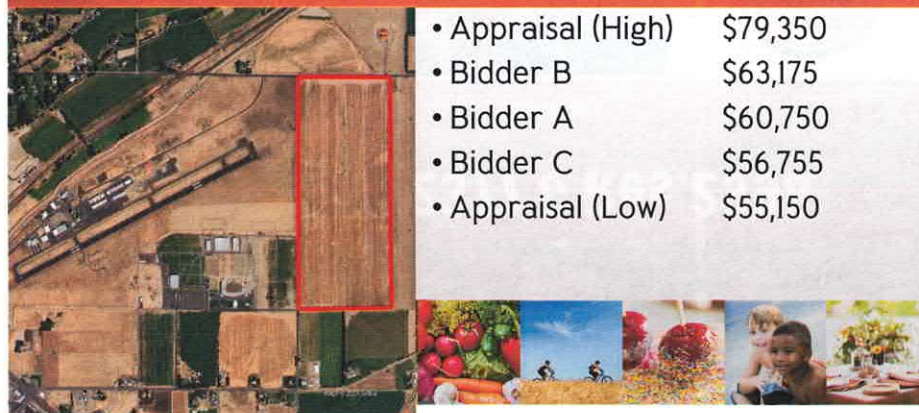 • Appraisal (High) $79,350
• Bidder B $63,175
• Bidder A $60,750
• Bidder C $56,755
• Appraisal (Low) $55,150